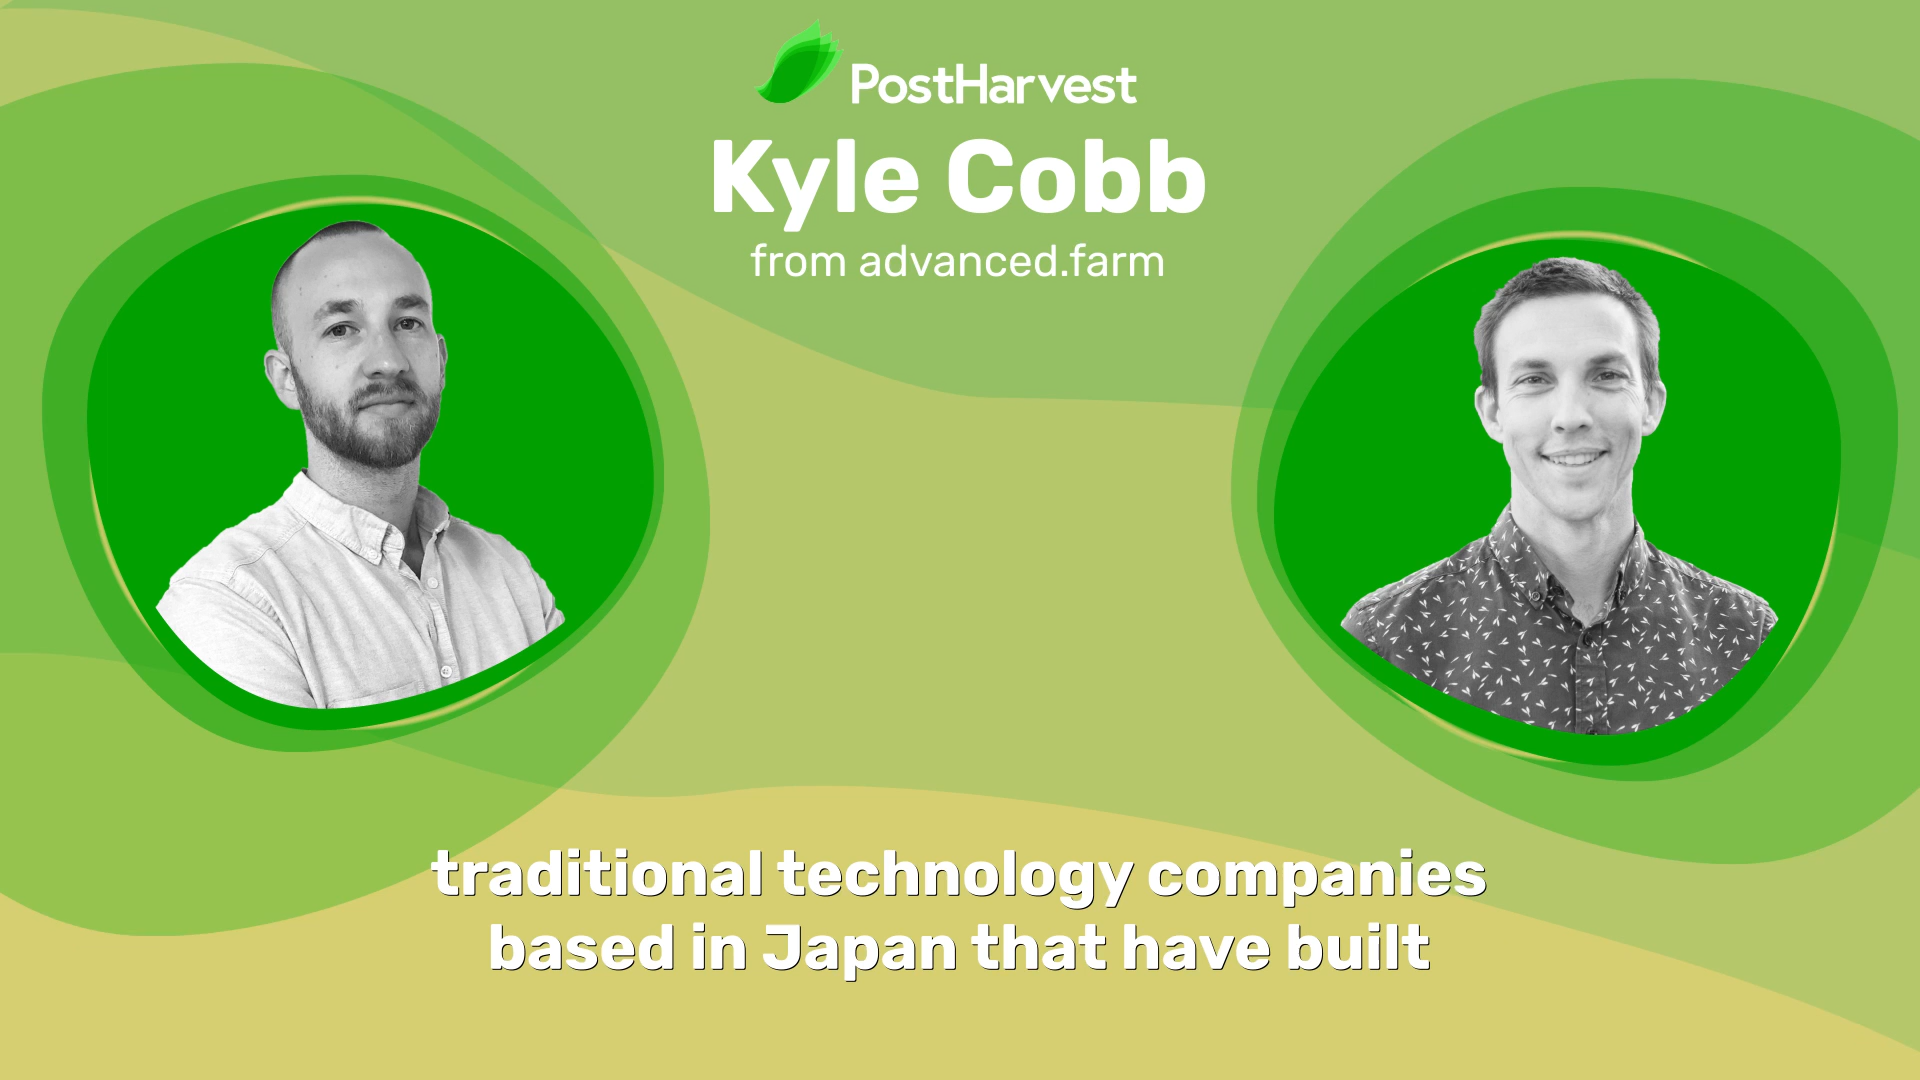 PostHarvest
Kyle Cobb
from advanced.farm
traditional technology companies
based in Japan that have built